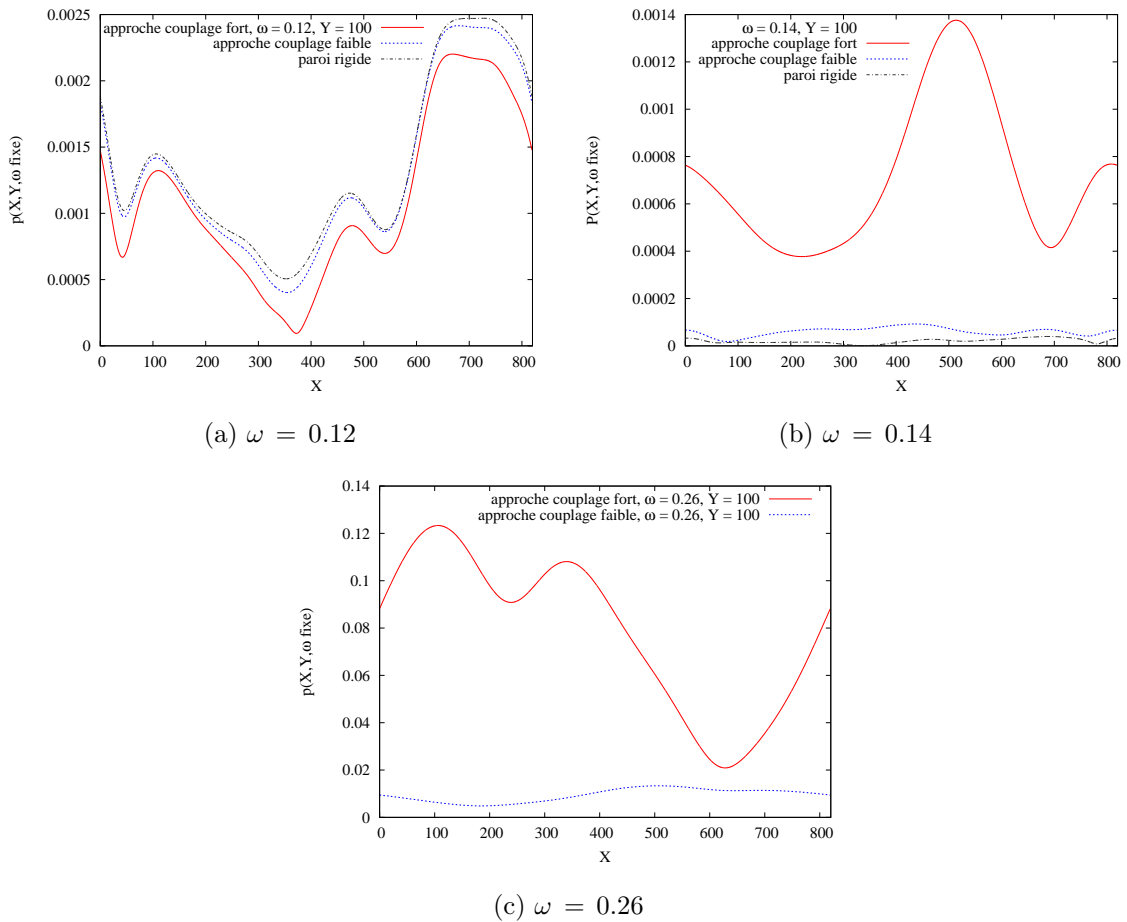 approche couplage fort, ω = 0.12, Y = 100
approche couplage faible
paroi rigide
p(X,Y,ω fixe)
0.0025
0.002
0.0015
0.001
0.0005
0
0 100 200 300 400 500 600 700 800
X
(a) ω = 0.12
ω = 0.14, Y = 100
approche couplage fort
approche couplage faible
paroi rigide
P(X,Y,ω fixe)
0.0014
0.0012
0.001
0.0008
0.0006
0.0004
0.0002
0
0 100 200 300 400 500 600 700 800
X
(b) ω = 0.14
approche couplage fort, ω = 0.26, Y = 100
approche couplage faible, ω = 0.26, Y = 100
p(X,Y,ω fixe)
0.14
0.12
0.1
0.08
0.06
0.04
0.02
0
0 100 200 300 400 500 600 700 800
X
(c) ω = 0.26